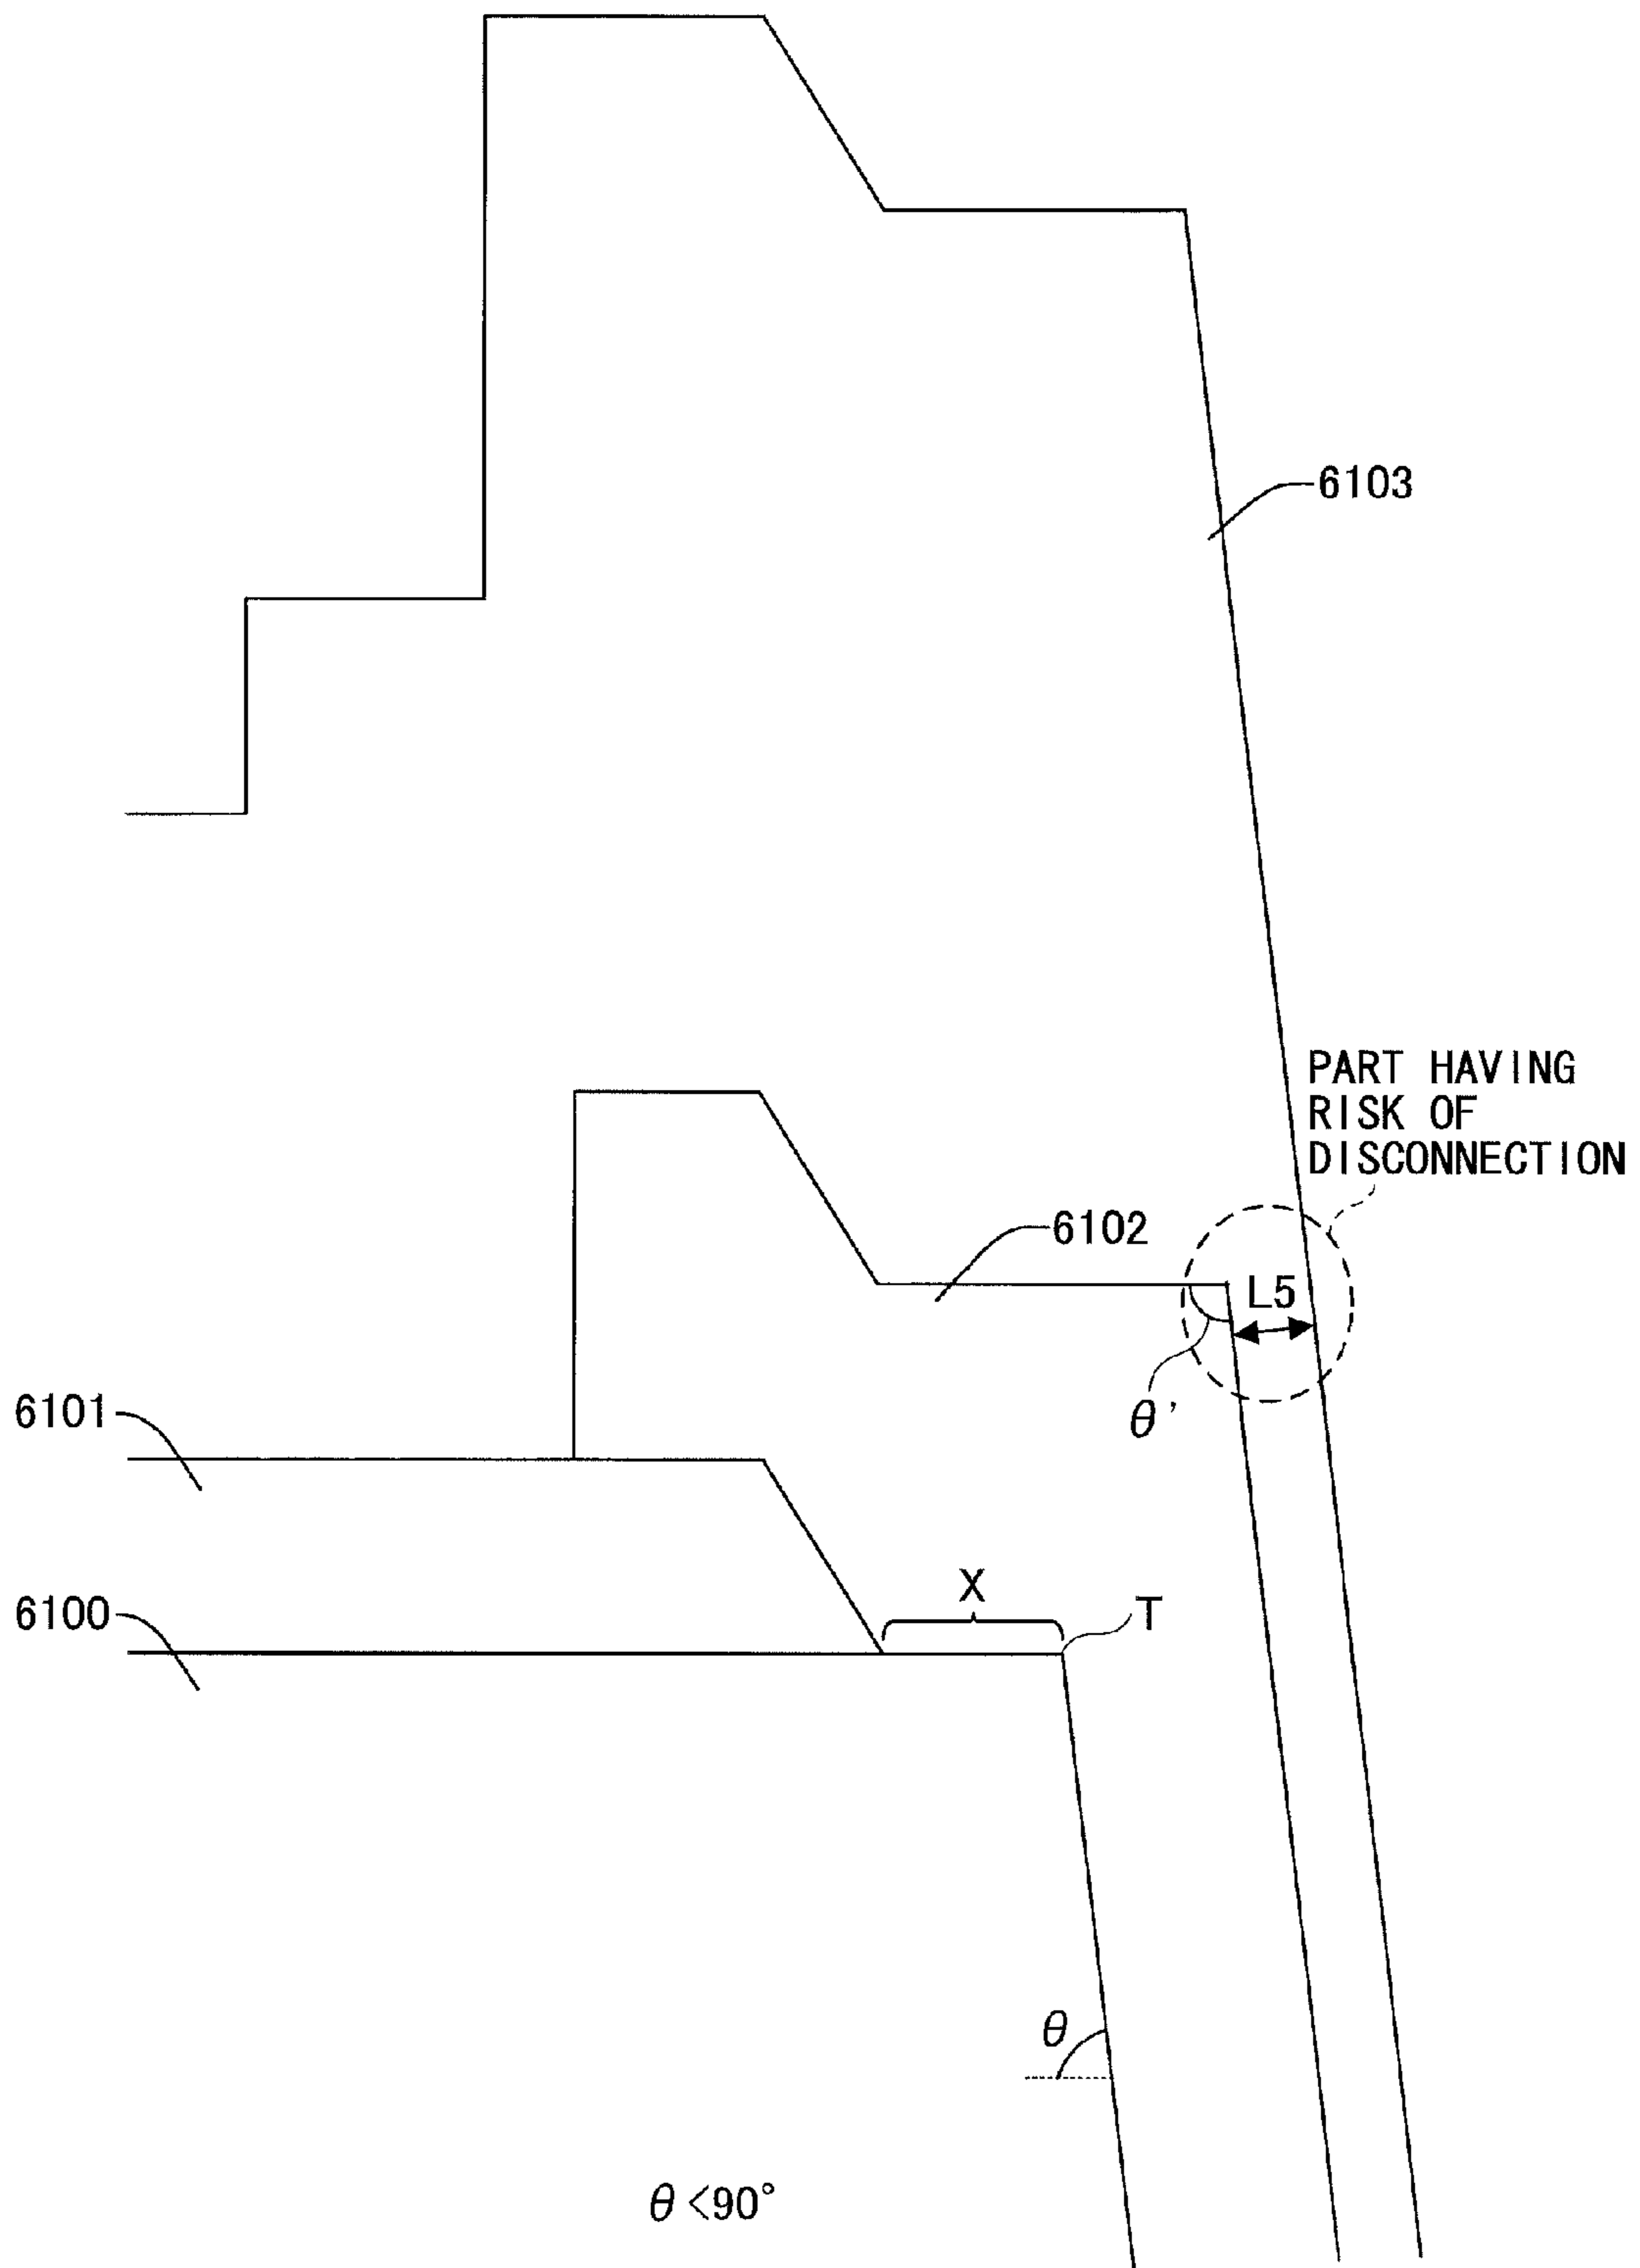 6103
PART HAVING
RISK OF
DISCONNECTION
6102
L5
θ'
6101
X
T
6100
θ
θ<90°